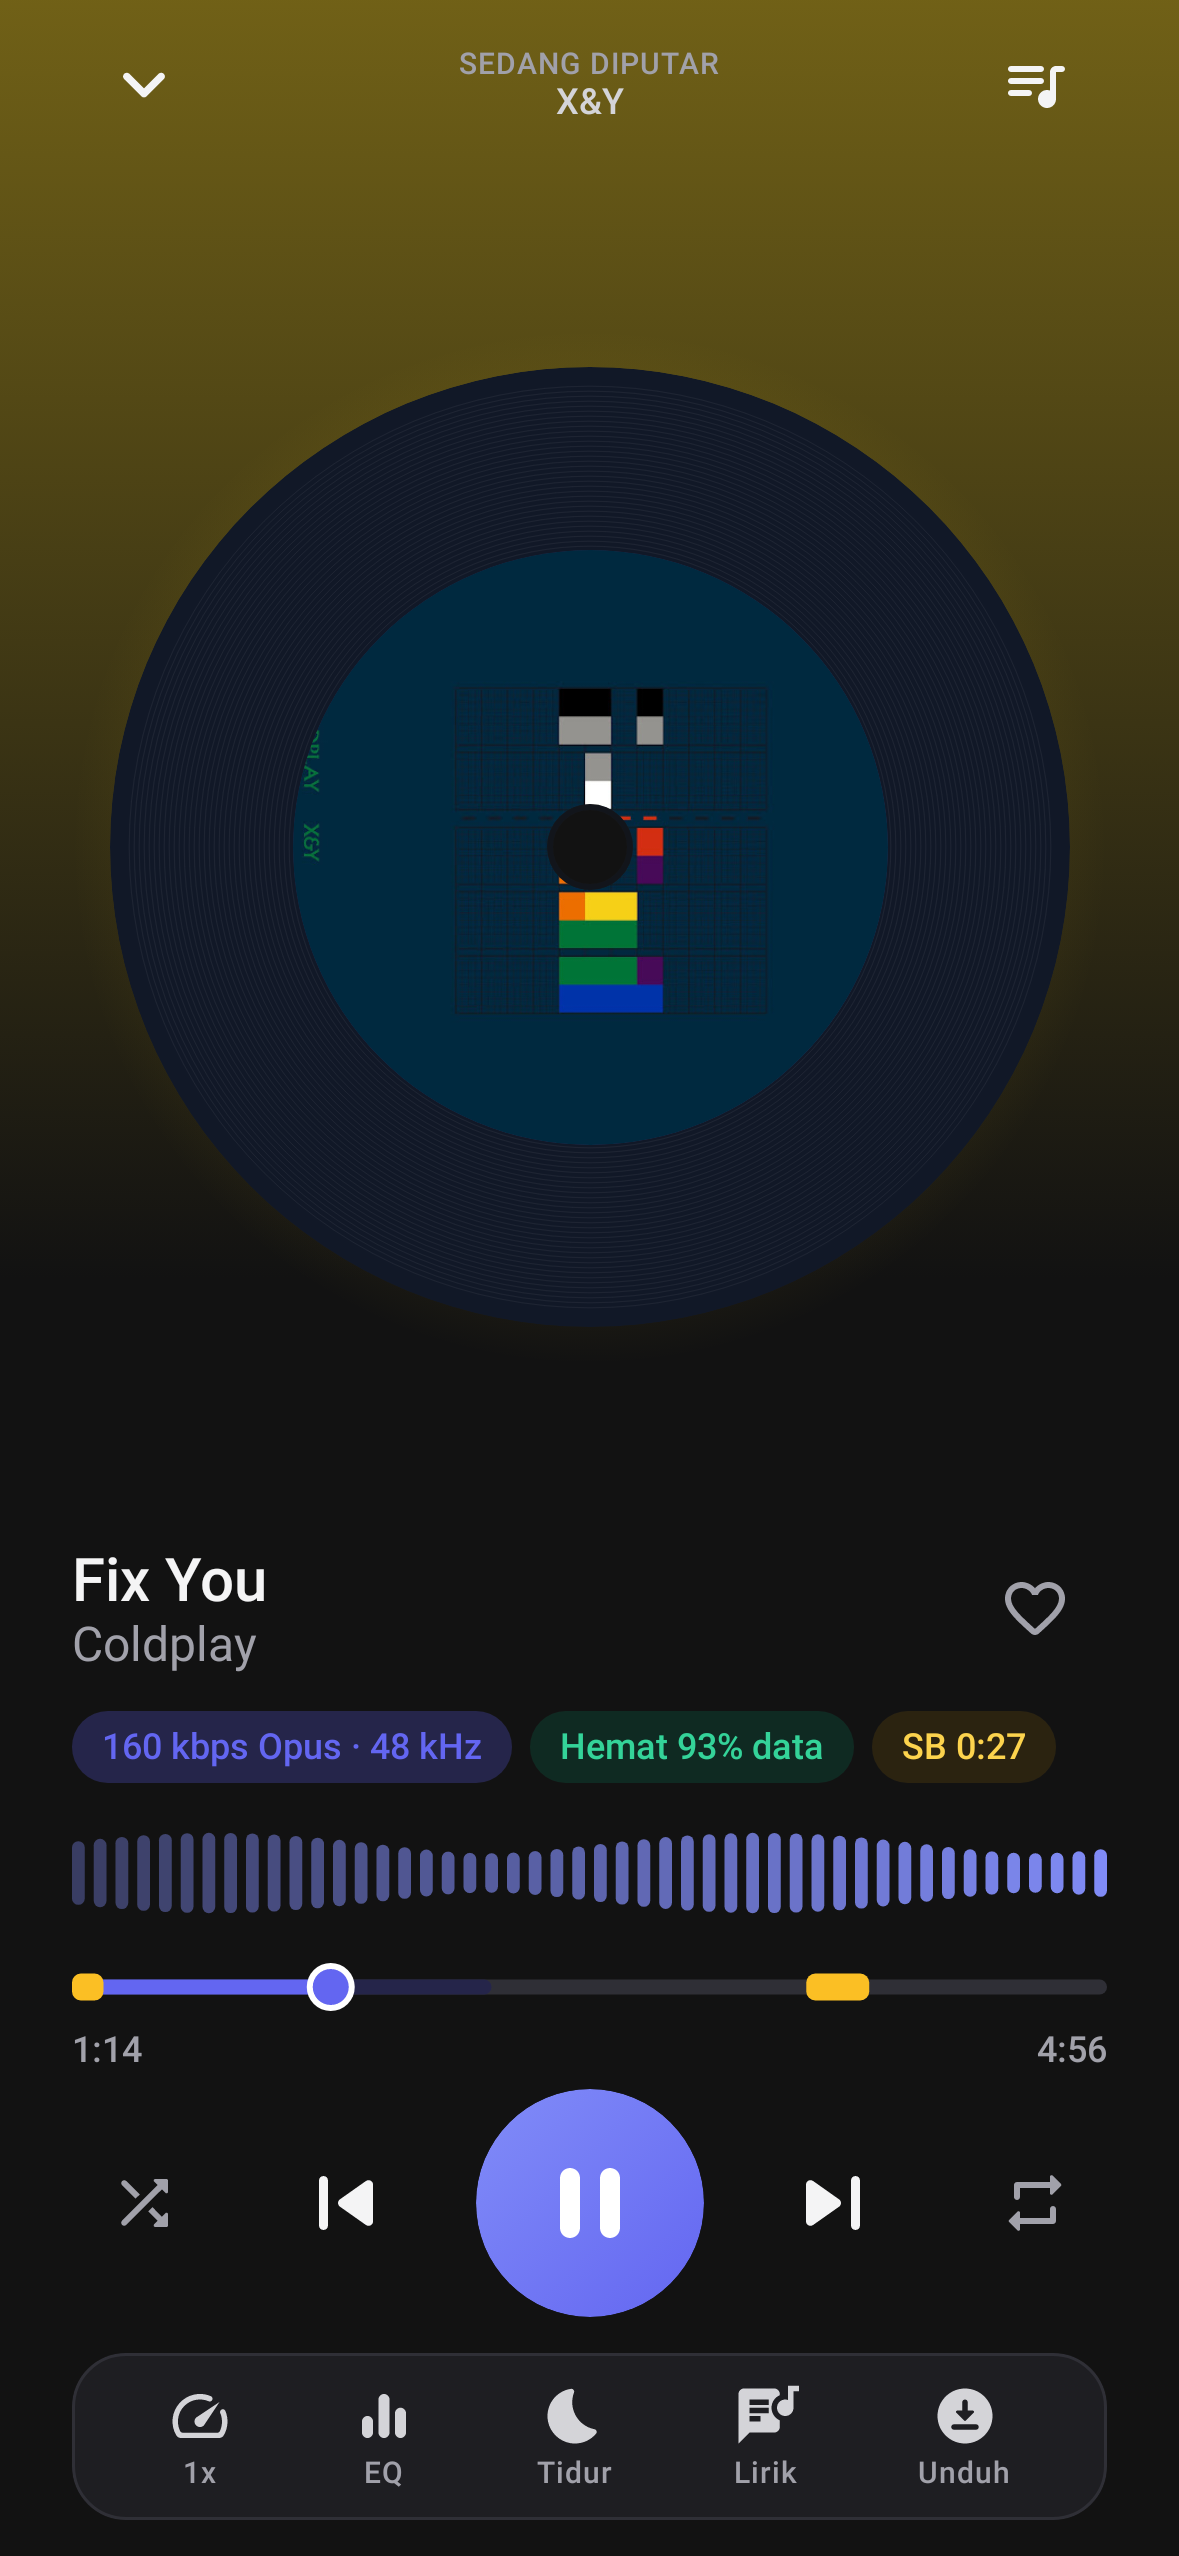 SEDANG DIPUTAR
X&Y
XGY
Fix You
Coldplay
160 kbps Opus · 48 kHz
Hemat 93% data
SB 0:27
1:14
4:56
1x
EQ
Tidur
Lirik
Unduh